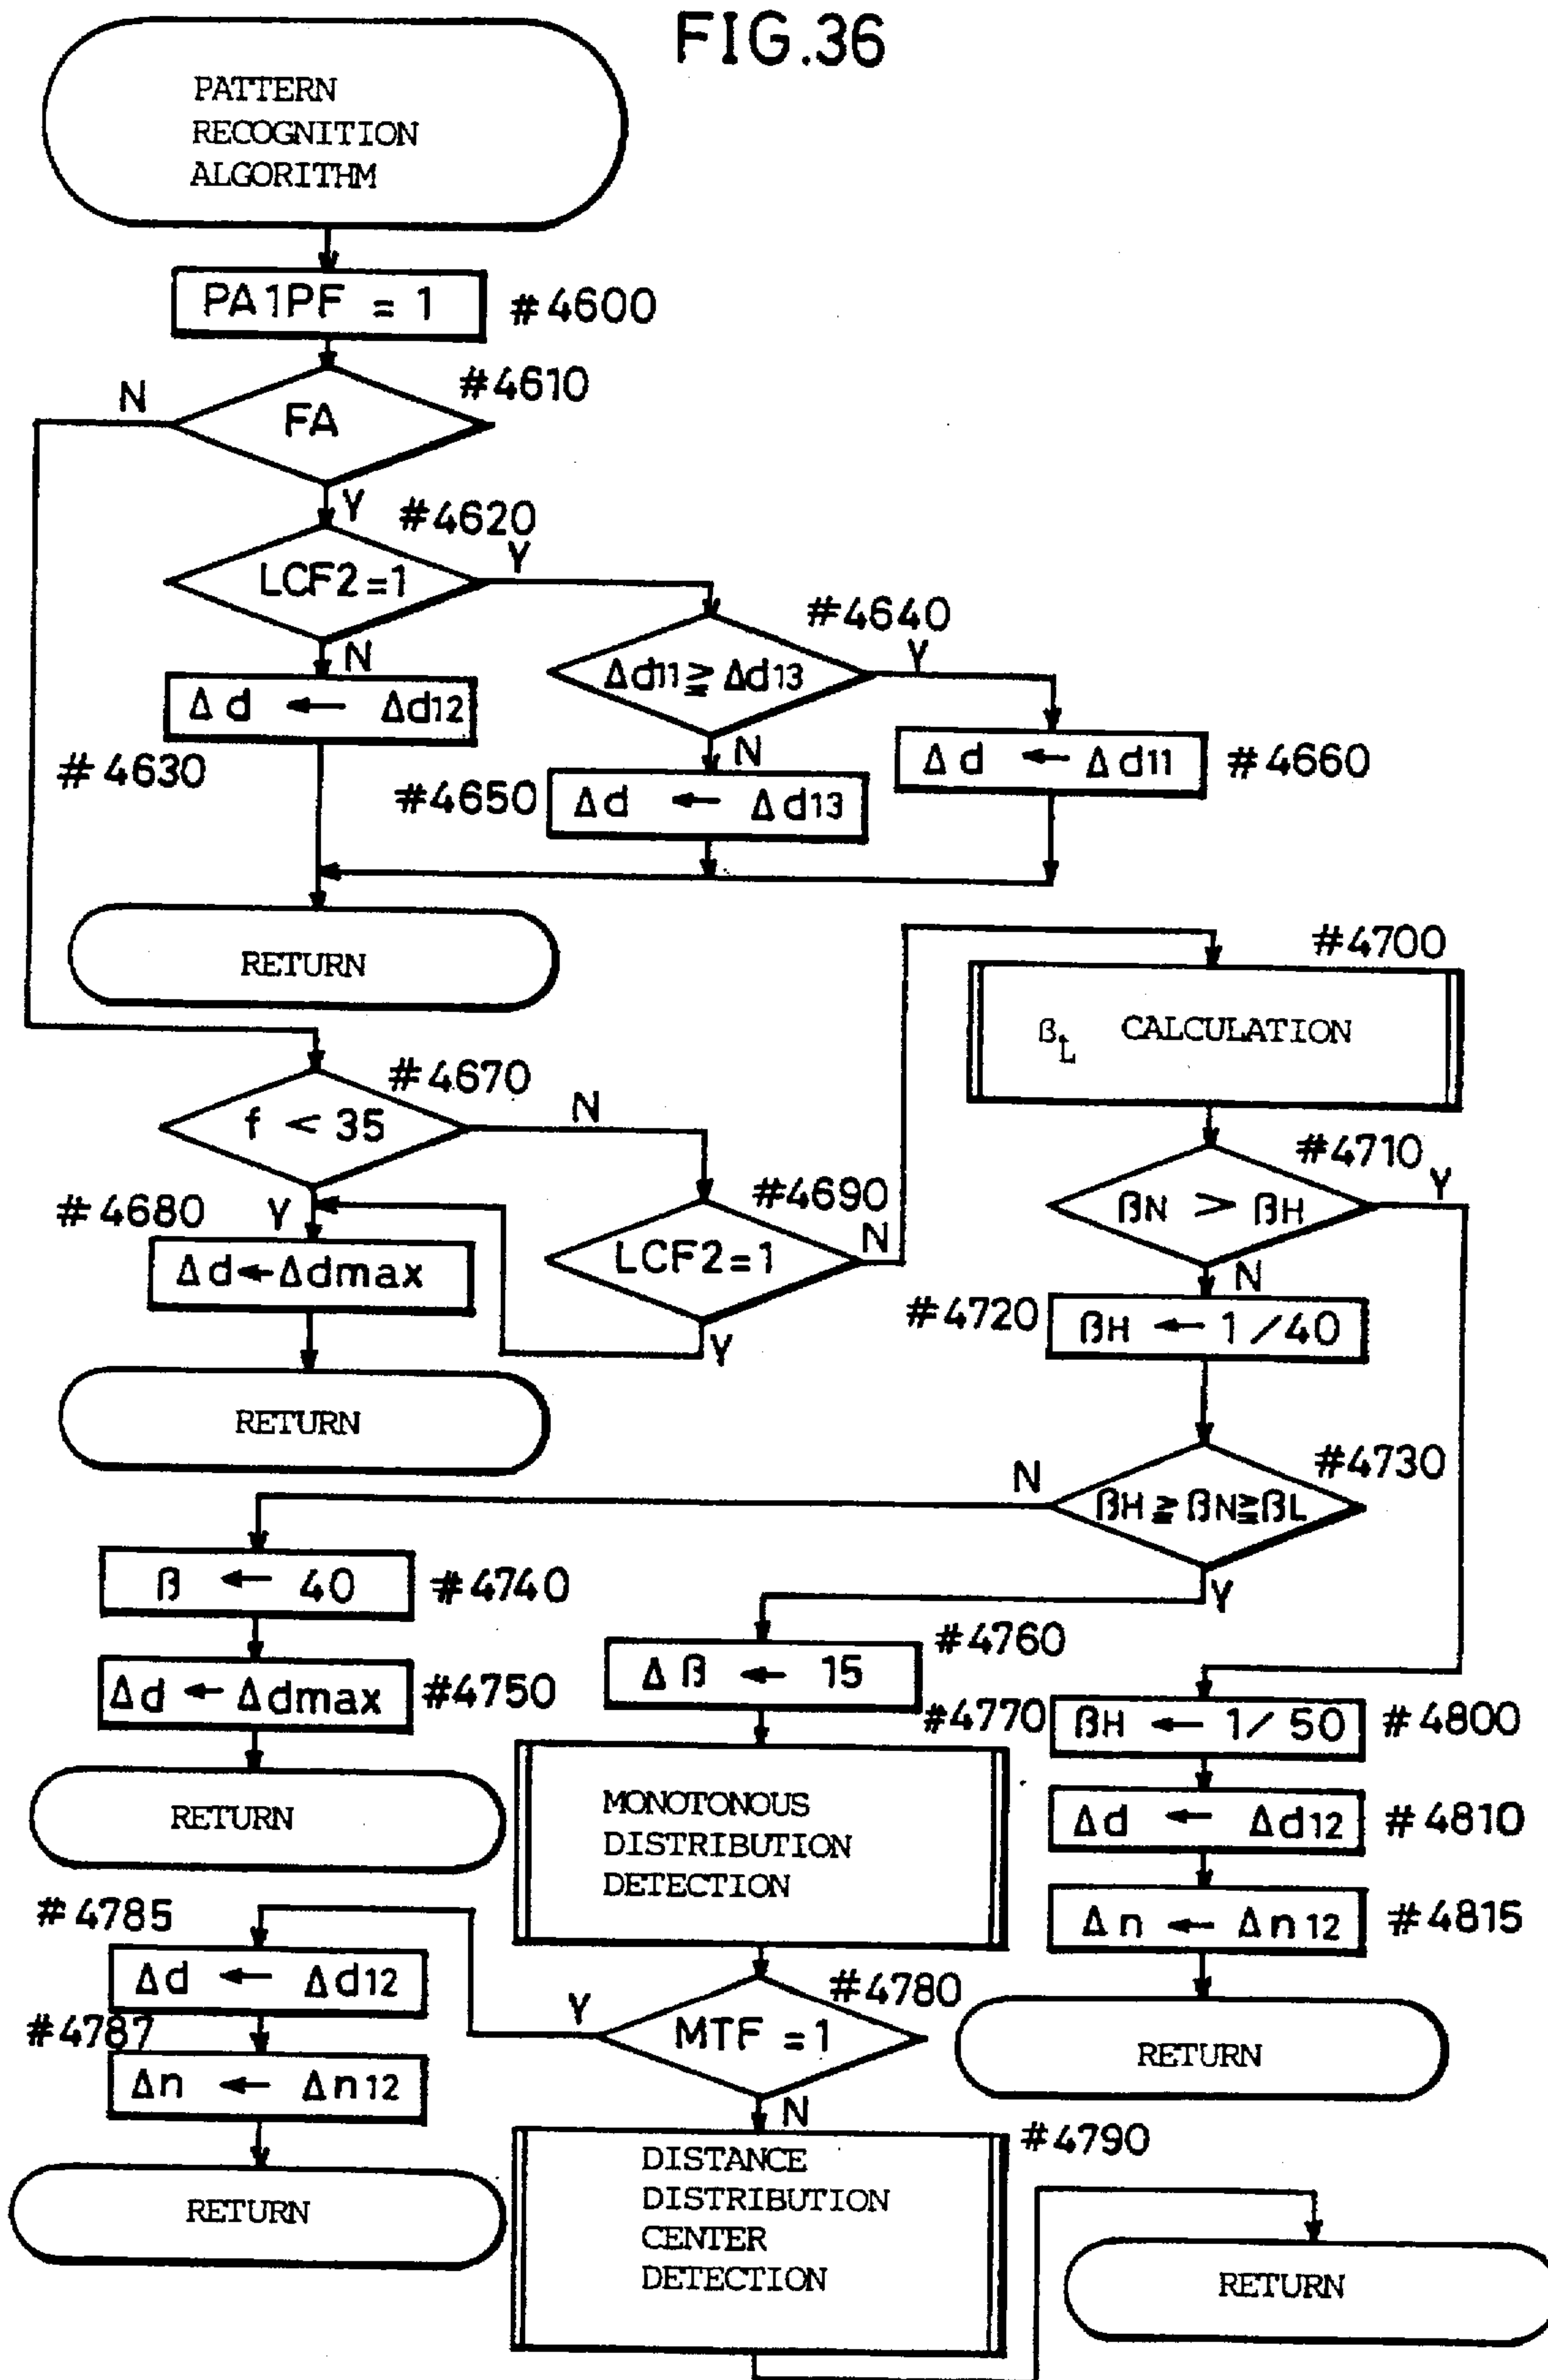 FIG.36
PATTERN
RECOGNITION
ALGORITHM
PA1PF = 1 #4600
#4610
N
FA
Y
#4620
LCF2=1
Y
N
#4640
Δd11≧Δd13
Y
N
Δd ← Δd12
#4630
#4650
Δd ← Δd13
Δd ← Δd11 #4660
RETURN
#4670
f < 35
N
Y
#4680
Δd←Δdmax
RETURN
#4690
LCF2=1
N
Y
#4700
βL CALCULATION
#4710
βN > βH
Y
N
#4720
βH ← 1/40
#4730
βH≧βN≧βL
N
Y
β ← 40 #4740
Δd ← Δdmax #4750
RETURN
#4760
Δβ ← 15
#4770
MONOTONOUS
DISTRIBUTION
DETECTION
βH ← 1/50 #4800
Δd ← Δd12 #4810
Δn ← Δn12 #4815
RETURN
#4780
MTF = 1
Y
N
#4785
Δd ← Δd12
#4787
Δn ← Δn12
RETURN
#4790
DISTANCE
DISTRIBUTION
CENTER
DETECTION
RETURN